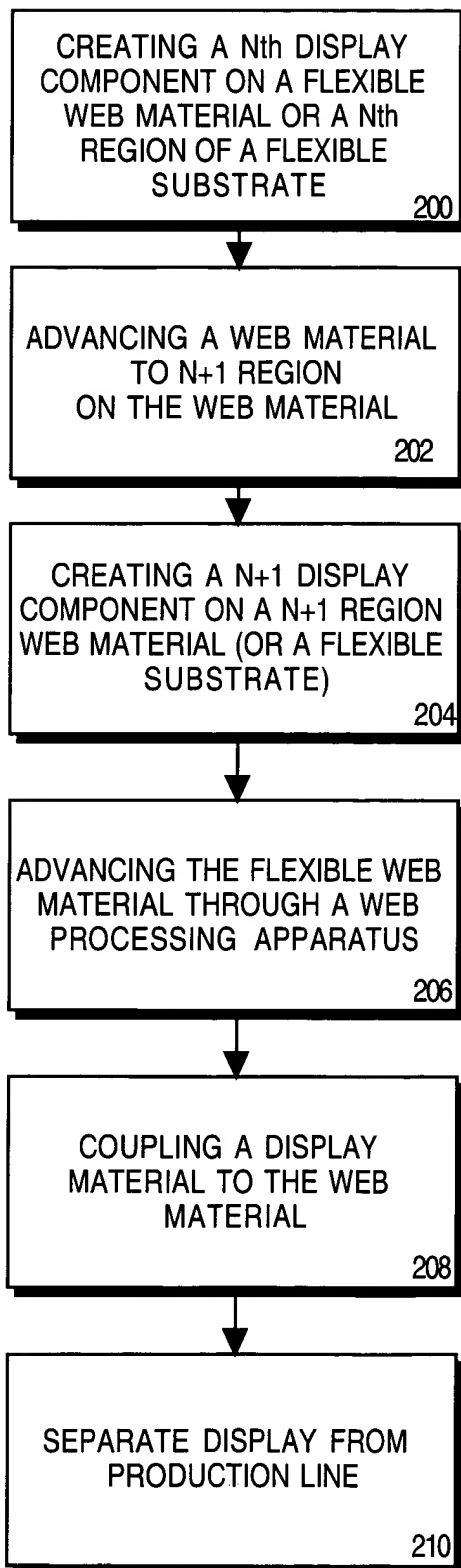 CREATING A Nth DISPLAY
COMPONENT ON A FLEXIBLE
WEB MATERIAL OR A Nth
REGION OF A FLEXIBLE
SUBSTRATE
200
ADVANCING A WEB MATERIAL
TO N+1 REGION
ON THE WEB MATERIAL
202
CREATING A N+1 DISPLAY
COMPONENT ON A N+1 REGION
WEB MATERIAL (OR A FLEXIBLE
SUBSTRATE)
204
ADVANCING THE FLEXIBLE WEB
MATERIAL THROUGH A WEB
PROCESSING APPARATUS
206
COUPLING A DISPLAY
MATERIAL TO THE WEB
MATERIAL
208
SEPARATE DISPLAY FROM
PRODUCTION LINE
210